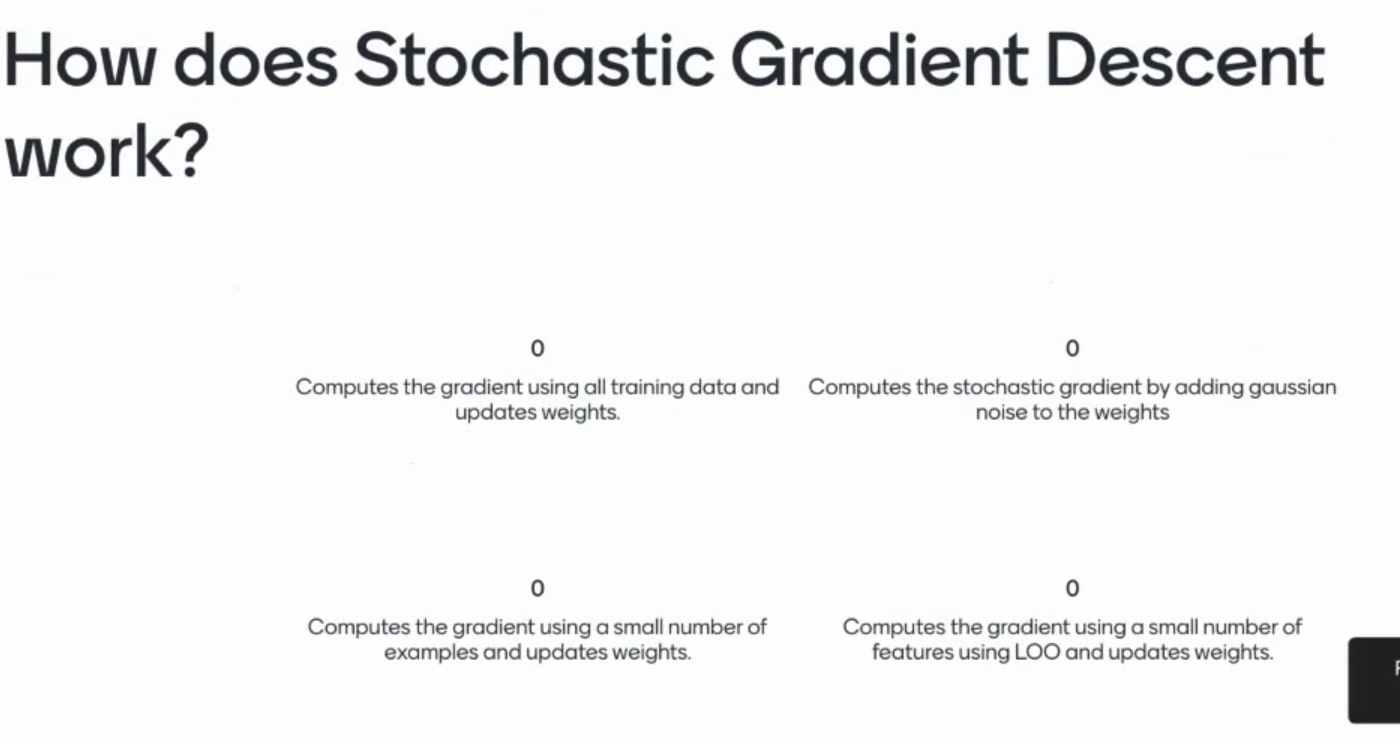 How does Stochastic Gradient Descent
work?
0
Computes the gradient using all training data and
updates weights.
0
Computes the stochastic gradient by adding gaussian
noise to the weights
0
Computes the gradient using a small number of
examples and updates weights.
0
Computes the gradient using a small number of
features using LOO and updates weights.